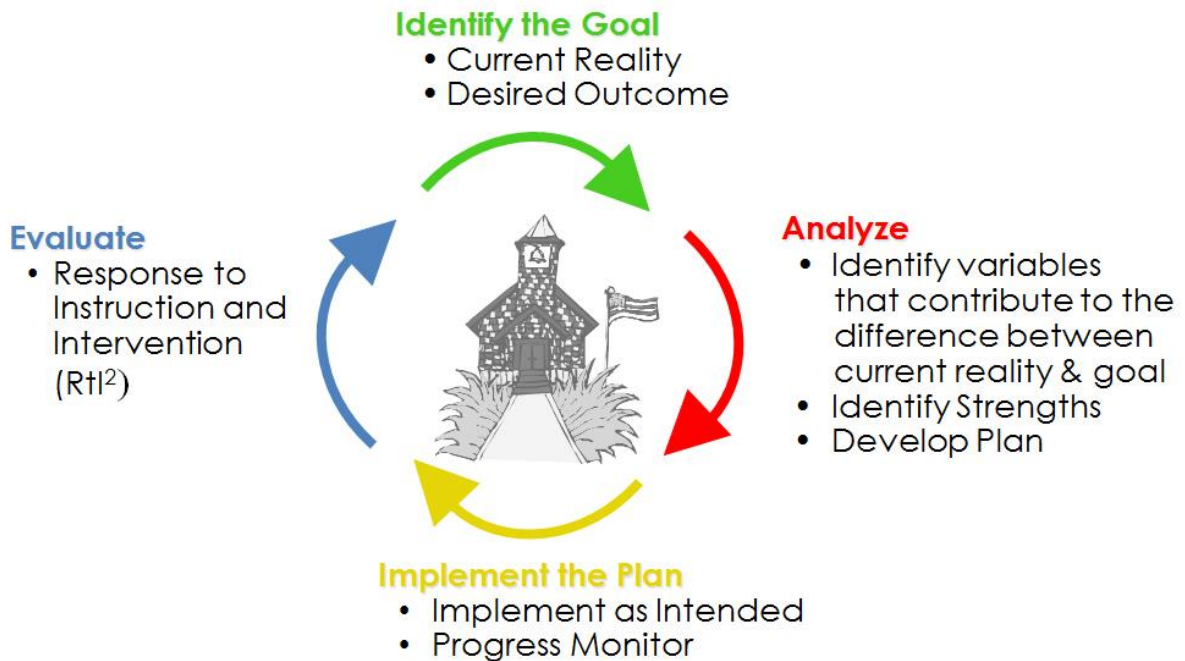 Identify the Goal
• Current Reality
• Desired Outcome
Analyze
• Identify variables
that contribute to the
difference between
current reality & goal
• Identify Strengths
• Develop Plan
Implement the Plan
• Implement as Intended
• Progress Monitor
Evaluate
• Response to
Instruction and
Intervention
(RtI²)